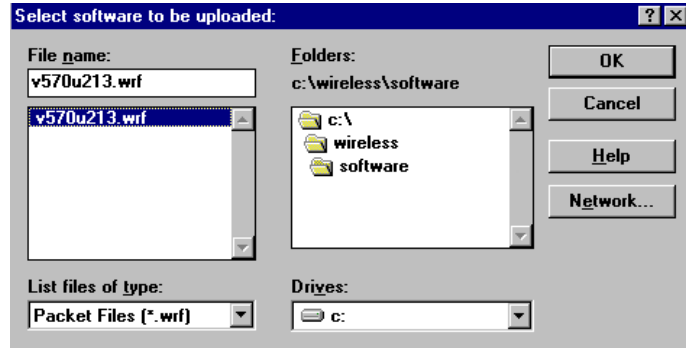 Select software to be uploaded:
File name:
v570u213.wrf
v570u213.wrf
List files of type:
Packet Files (*.wrf)
Folders:
c:\wireless\software
c:\
wireless
software
Drives:
c:
OK
Cancel
Help
Network...